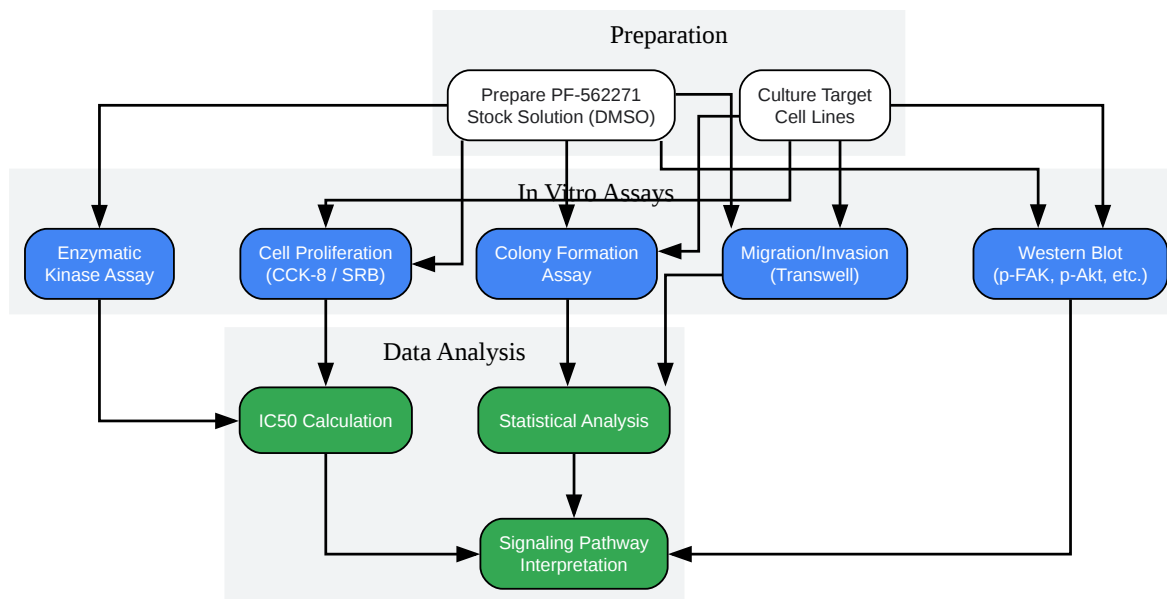 Preparation
Prepare PF-562271
Stock Solution (DMSO)
Culture Target
Cell Lines
In Vitro Assays
Enzymatic
Kinase Assay
Cell Proliferation
(CCK-8 / SRB)
Colony Formation
Assay
Migration/Invasion
(Transwell)
Western Blot
(p-FAK, p-Akt, etc.)
Data Analysis
IC50 Calculation
Statistical Analysis
Signaling Pathway
Interpretation